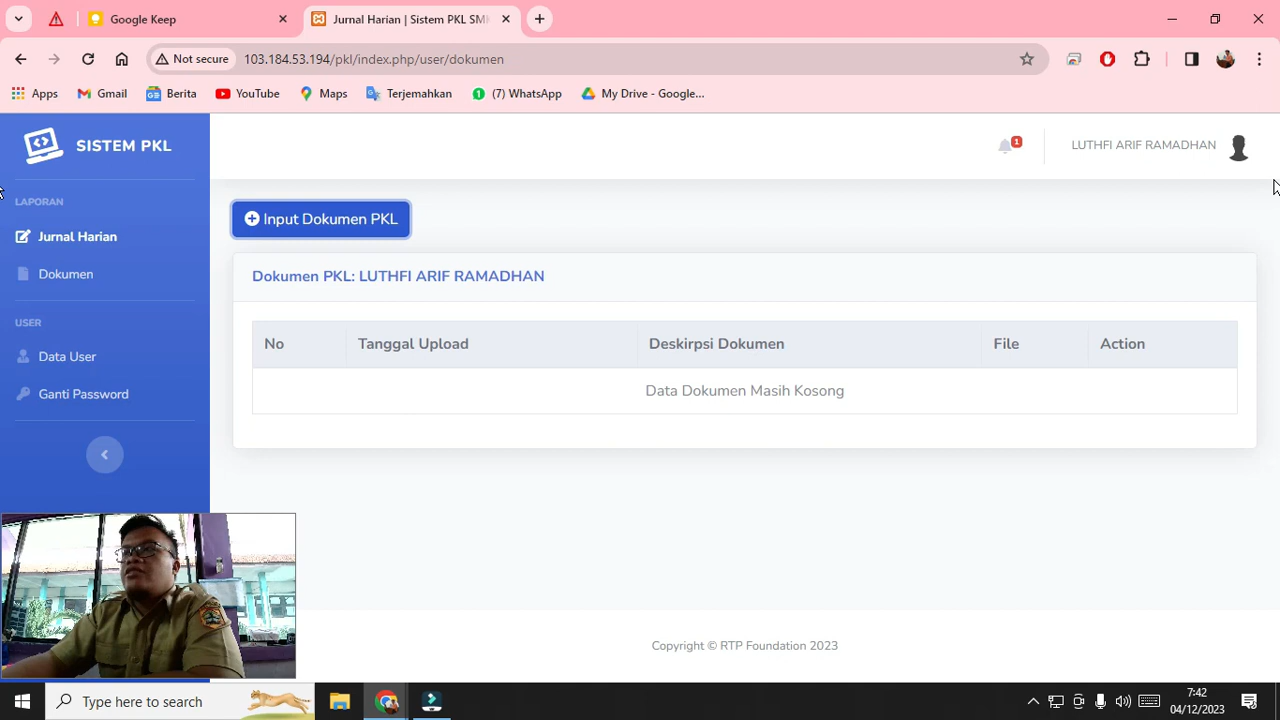 Google Keep
Jurnal Harian | Sistem PKL SM
Not secure
103.184.53.194/pkl/index.php/user/dokumen
Apps
Gmail
Berita
YouTube
Maps
Terjemahkan
(7) WhatsApp
My Drive - Google...
SISTEM PKL
1
LUTHFI ARIF RAMADHAN
LAPORAN
Jurnal Harian
Dokumen
USER
Data User
Ganti Password
Input Dokumen PKL
Dokumen PKL: LUTHFI ARIF RAMADHAN
No Tanggal Upload Deskirpsi Dokumen File Action
Data Dokumen Masih Kosong
Copyright © RTP Foundation 2023
Type here to search
7:42
04/12/2023